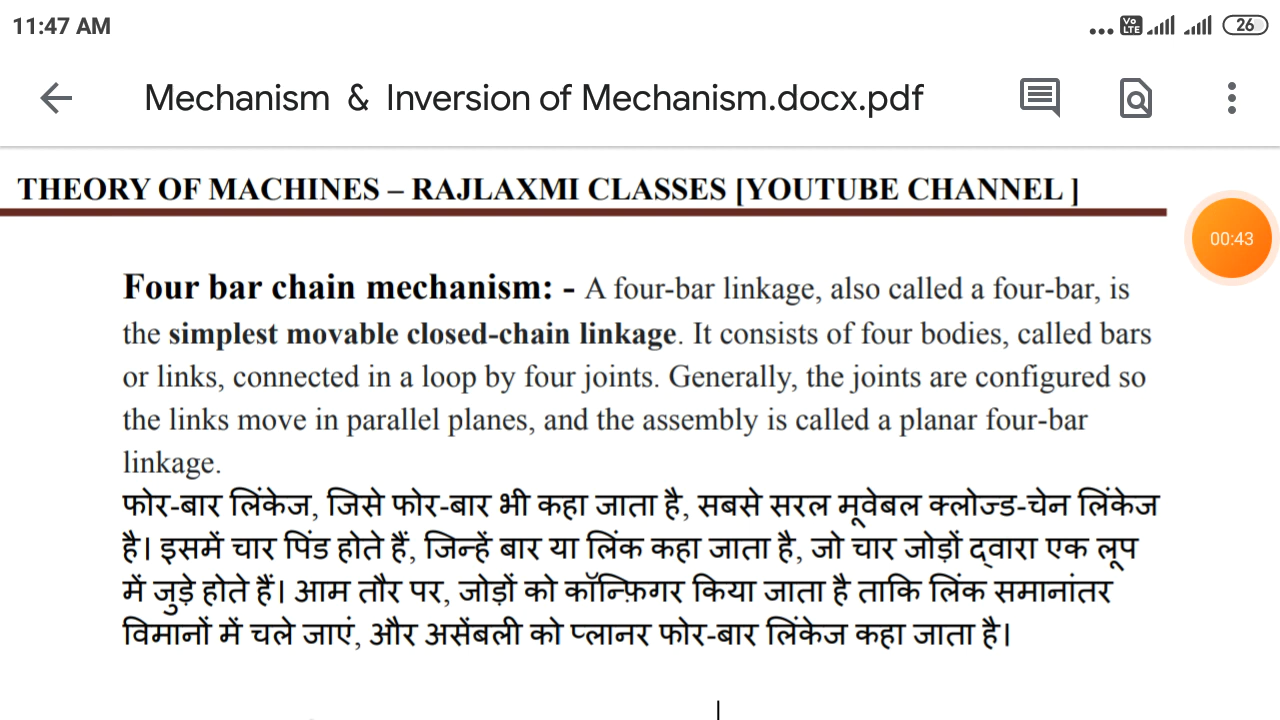 11:47 AM
Vo LTE
26
Mechanism & Inversion of Mechanism.docx.pdf
THEORY OF MACHINES – RAJLAXMI CLASSES [YOUTUBE CHANNEL ]
00:43
Four bar chain mechanism: - A four-bar linkage, also called a four-bar, is
the simplest movable closed-chain linkage. It consists of four bodies, called bars
or links, connected in a loop by four joints. Generally, the joints are configured so
the links move in parallel planes, and the assembly is called a planar four-bar
linkage.
फोर-बार लिंकेज, जिसे फोर-बार भी कहा जाता है, सबसे सरल मूवेबल क्लोज्ड-चेन लिंकेज
है। इसमें चार पिंड होते हैं, जिन्हें बार या लिंक कहा जाता है, जो चार जोड़ों द्वारा एक लूप
में जुड़े होते हैं। आम तौर पर, जोड़ों को कॉन्फ़िगर किया जाता है ताकि लिंक समानांतर
विमानों में चले जाएं, और असेंबली को प्लानर फोर-बार लिंकेज कहा जाता है।